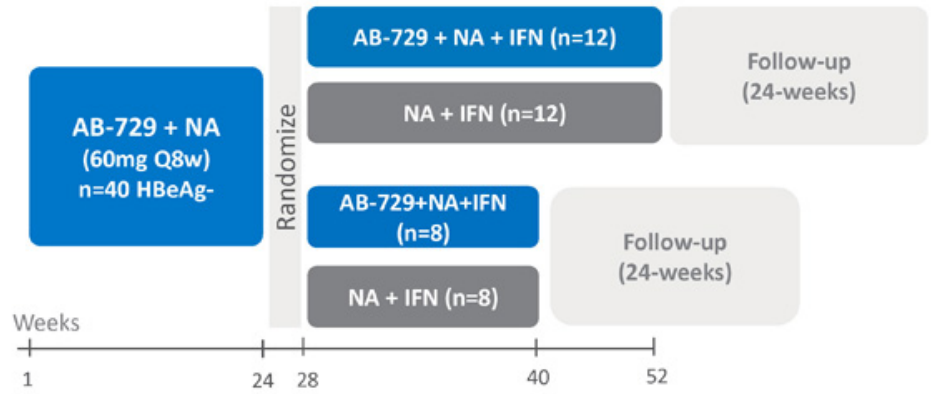 AB-729 + NA + IFN (n=12)
Follow-up
(24-weeks)
NA + IFN (n=12)
AB-729 + NA
(60mg Q8w)
n=40 HBeAg-
Randomize
AB-729+NA+IFN
(n=8)
Follow-up
(24-weeks)
NA + IFN (n=8)
Weeks
1 24 28 40 52